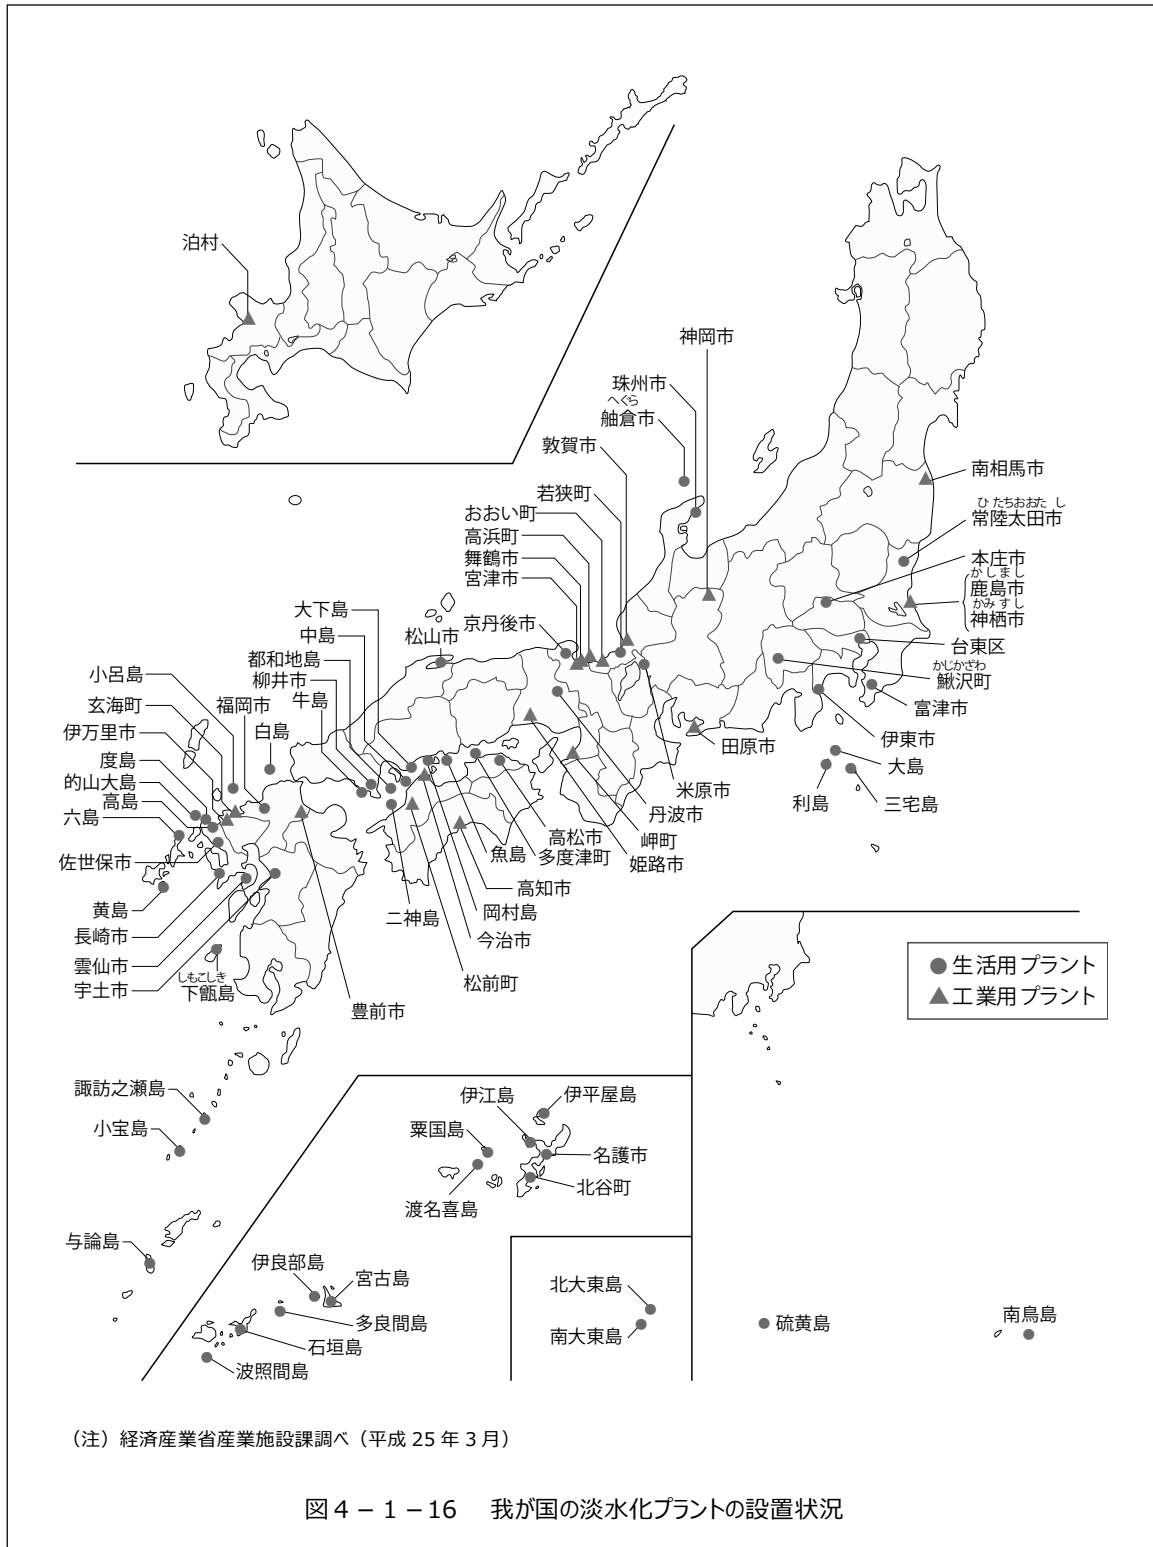 泊村
神岡市
珠州市
へぐら
舳倉市
敦賀市
若狭町
おおい町
高浜町
舞鶴市
宮津市
京丹後市
南相馬市
ひたちおおた し
常陸太田市
本庄市
かしまし
鹿島市
かみすし
神栖市
台東区
かじかざわ
鰍沢町
富津市
伊東市
大島
三宅島
利島
田原市
米原市
丹波市
岬町
姫路市
高松市
多度津町
魚島
高知市
岡村島
今治市
松前町
二神島
大下島
中島
都和地島
柳井市
牛島
松山市
小呂島
玄海町
福岡市
伊万里市
白島
度島
的山大島
高島
六島
佐世保市
黄島
長崎市
雲仙市
宇土市
しもこしき
下甑島
豊前市
●生活用プラント
▲工業用プラント
諏訪之瀬島
小宝島
与論島
伊江島
伊平屋島
粟国島
名護市
北谷町
渡名喜島
伊良部島
宮古島
多良間島
石垣島
波照間島
北大東島
南大東島
硫黄島
南鳥島
（注）経済産業省産業施設課調べ（平成 25 年 3 月）
図４－１－16 我が国の淡水化プラントの設置状況